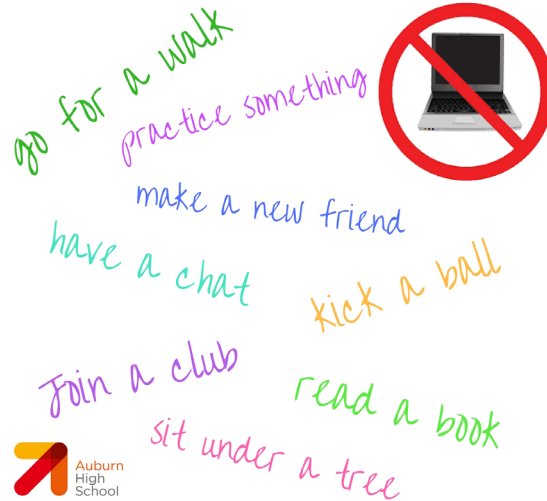 go for a walk
practice something
make a new friend
have a chat
kick a ball
Join a club
read a book
sit under a tree
Auburn
High
School